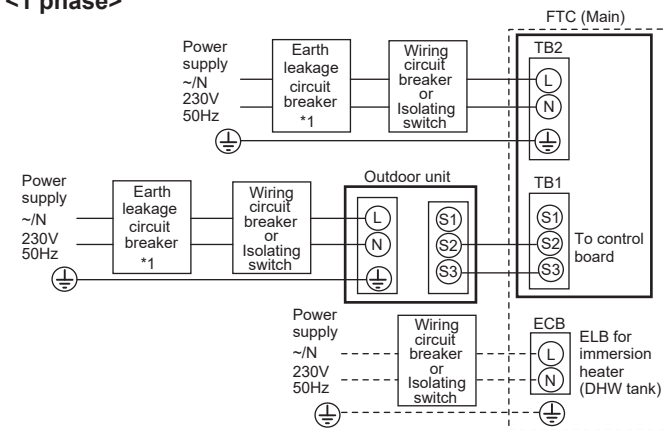 <1 phase>
FTC (Main)
Power
supply
~/N
230V
50Hz
Earth
leakage
circuit
breaker
*1
Wiring
circuit
breaker
or
Isolating
switch
TB2
L
N
Power
supply
~/N
230V
50Hz
Earth
leakage
circuit
breaker
*1
Wiring
circuit
breaker
or
Isolating
switch
Outdoor unit
L
N
S1
S2
S3
TB1
S1
S2
S3
To control
board
Power
supply
~/N
230V
50Hz
Wiring
circuit
breaker
or
Isolating
switch
ECB
L
N
ELB for
immersion
heater
(DHW tank)